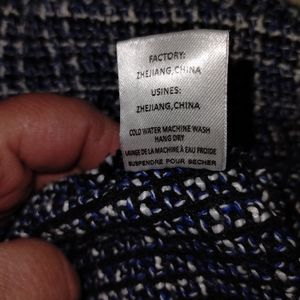 FACTORY:
ZHEJIANG,CHINA
USINES:
ZHEJIANG,CHINA
COLD WATER MACHINE WASH
HANG DRY
LAVAGE DE LA MACHINE À EAU FROIDE
SUSPENDRE POUR SECHER